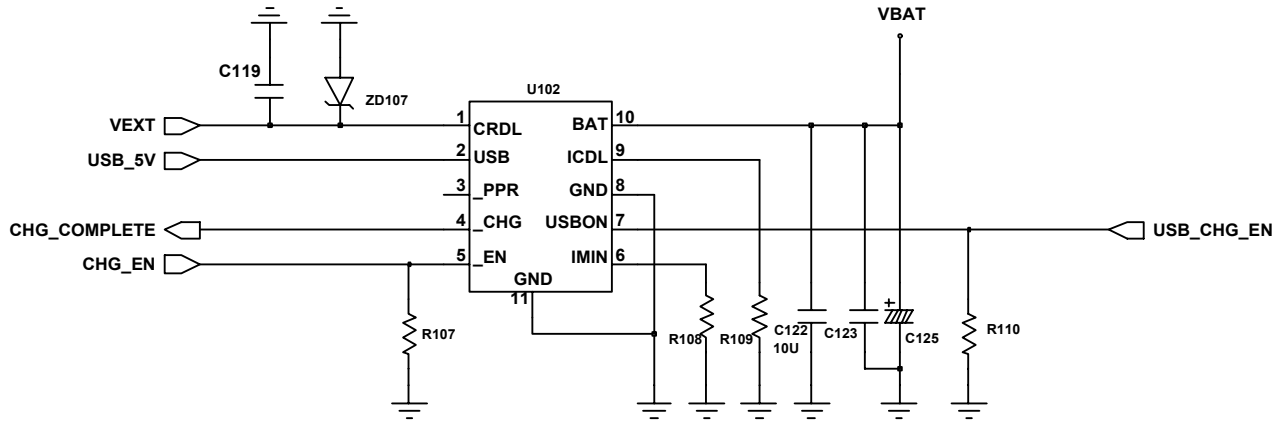 VBAT
C119
ZD107
U102
VEXT
1
CRDL
BAT
10
USB_5V
2
USB
ICDL
9
3
_PPR
GND
8
CHG_COMPLETE
4
_CHG
USBON
7
USB_CHG_EN
CHG_EN
5
_EN
IMIN
6
GND
11
+
R107
R108
R109
C122
10U
C123
C125
R110